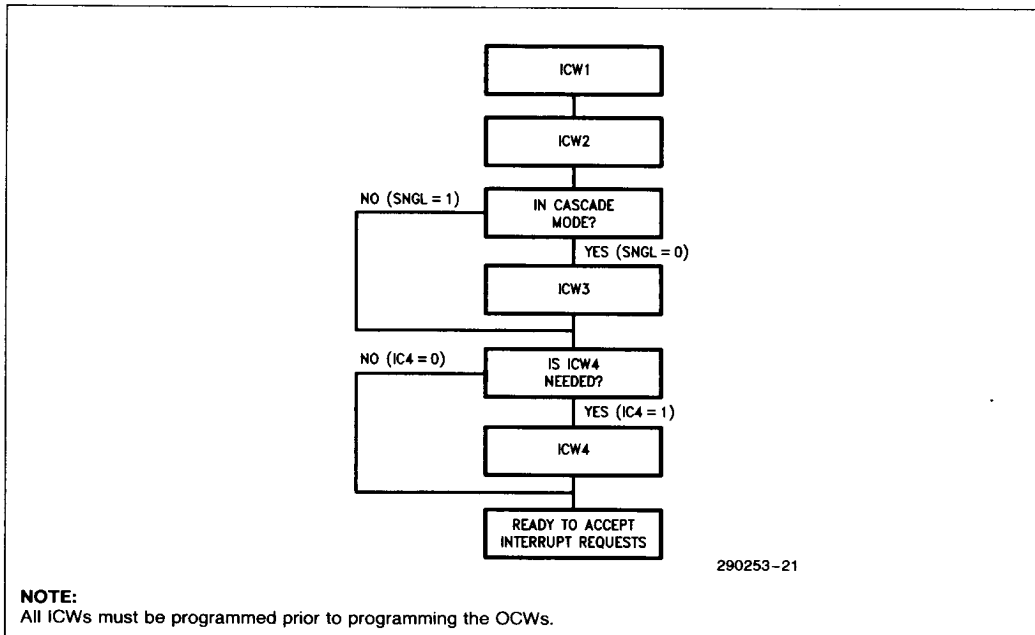 ICW1
ICW2
NO (SNGL = 1)
IN CASCADE
MODE?
YES (SNGL = 0)
ICW3
NO (IC4 = 0)
IS ICW4
NEEDED?
YES (IC4 = 1)
ICW4
READY TO ACCEPT
INTERRUPT REQUESTS
290253-21
NOTE:
All ICWs must be programmed prior to programming the OCWs.